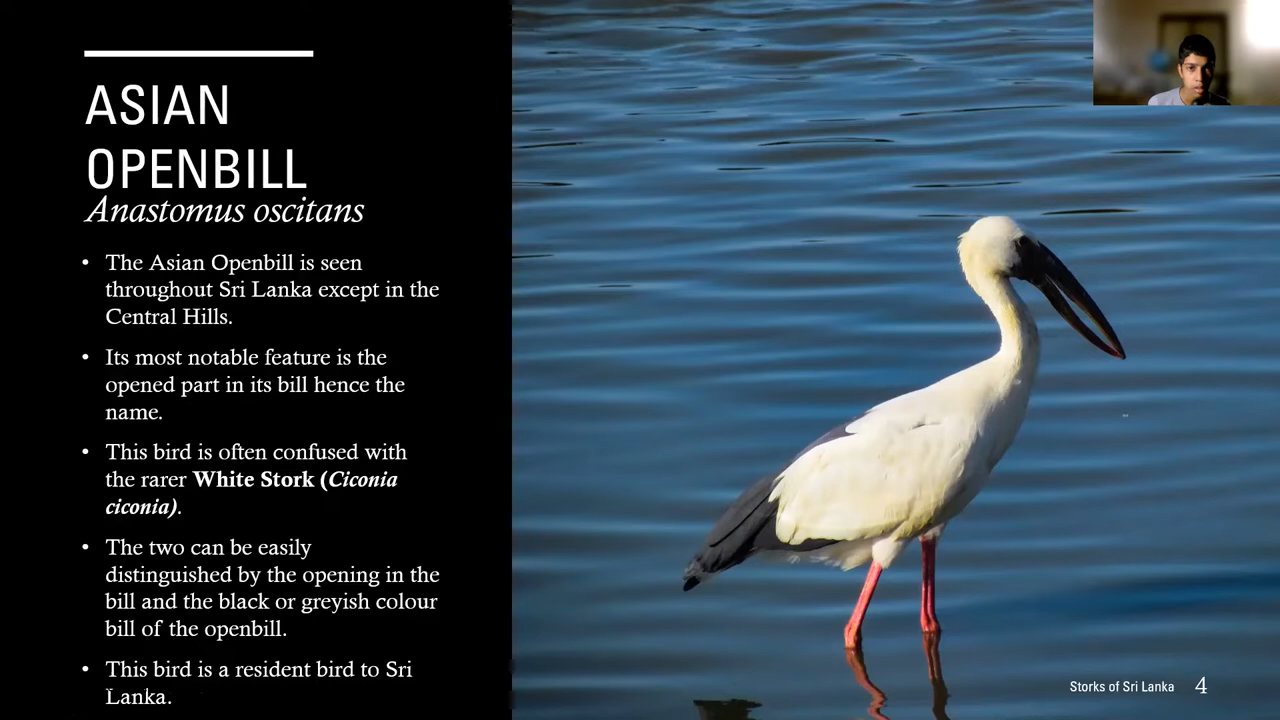 ASIAN
OPENBILL
Anastomus oscitans
• The Asian Openbill is seen
throughout Sri Lanka except in the
Central Hills.
• Its most notable feature is the
opened part in its bill hence the
name.
• This bird is often confused with
the rarer White Stork (Ciconia
ciconia).
• The two can be easily
distinguished by the opening in the
bill and the black or greyish colour
bill of the openbill.
• This bird is a resident bird to Sri
Lanka.
Storks of Sri Lanka 4